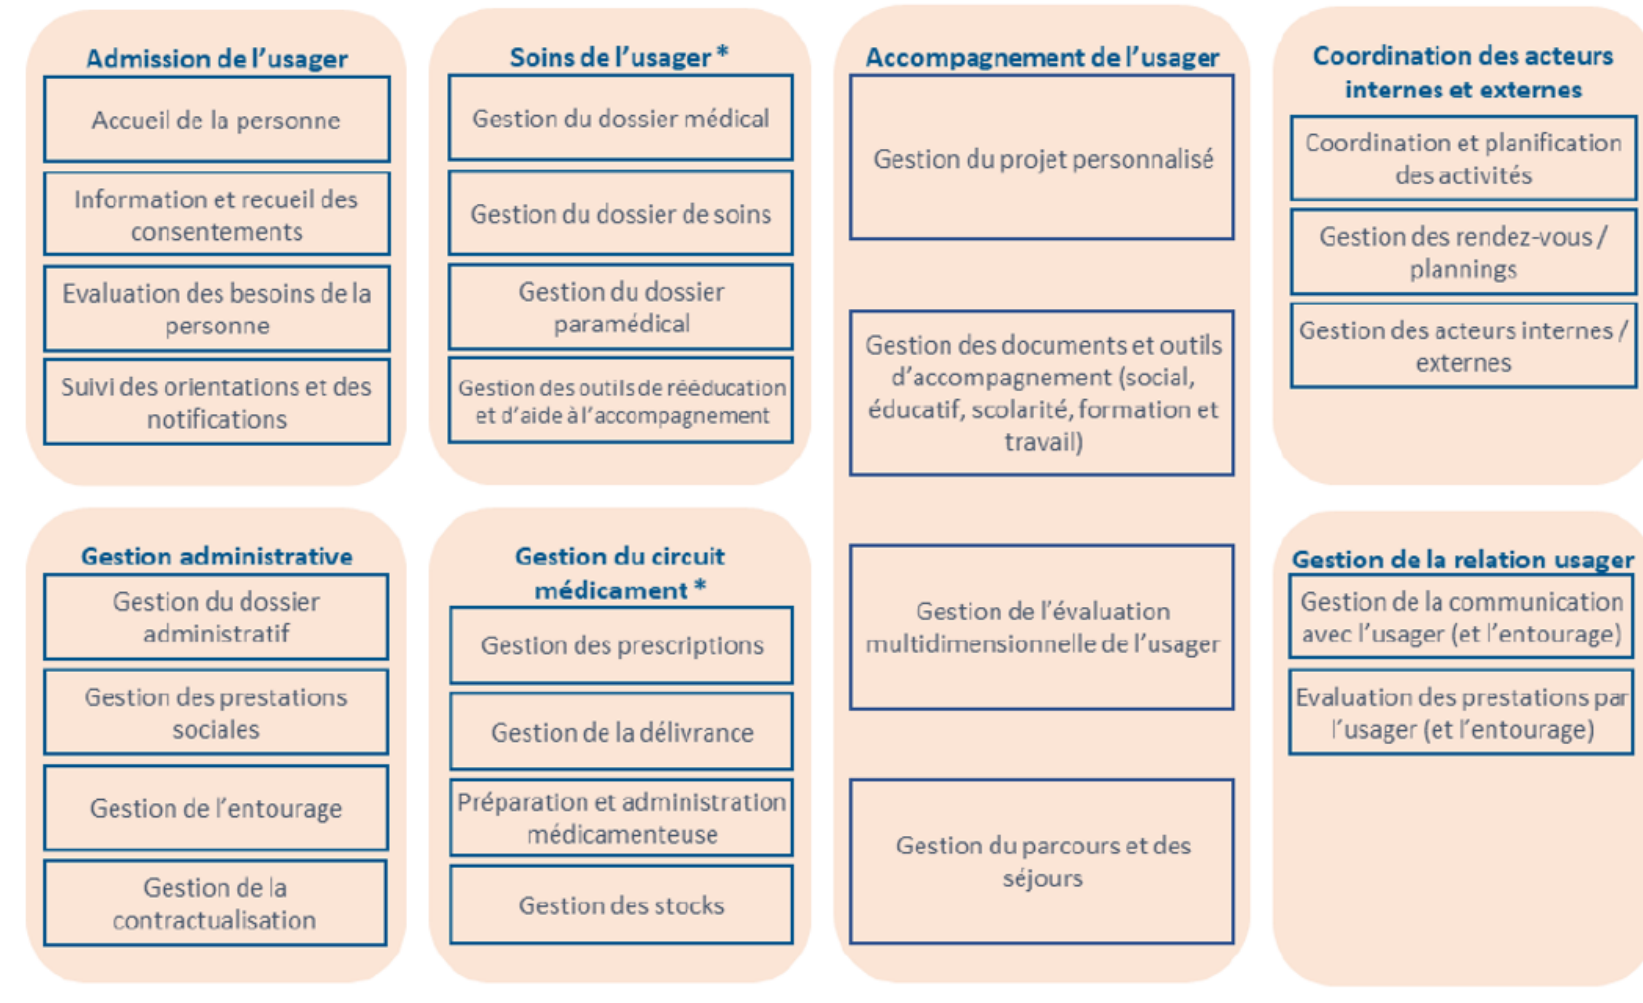 Admission de l'usager
Accueil de la personne
Information et recueil des
consentements
Evaluation des besoins de la
personne
Suivi des orientations et des
notifications
Soins de l'usager *
Gestion du dossier médical
Gestion du dossier de soins
Gestion du dossier
paramédical
Gestion des outils de rééducation
et d'aide à l'accompagnement
Accompagnement de l'usager
Gestion du projet personnalisé
Gestion des documents et outils
d'accompagnement (social,
éducatif, scolarité, formation et
travail)
Gestion de l'évaluation
multidimensionnelle de l'usager
Gestion du parcours et des
séjours
Coordination des acteurs
internes et externes
Coordination et planification
des activités
Gestion des rendez-vous /
plannings
Gestion des acteurs internes /
externes
Gestion administrative
Gestion du dossier
administratif
Gestion des prestations
sociales
Gestion de l'entourage
Gestion de la
contractualisation
Gestion du circuit
médicament *
Gestion des prescriptions
Gestion de la délivrance
Préparation et administration
médicamenteuse
Gestion des stocks
Gestion de la relation usager
Gestion de la communication
avec l'usager (et l'entourage)
Evaluation des prestations par
l'usager (et l'entourage)